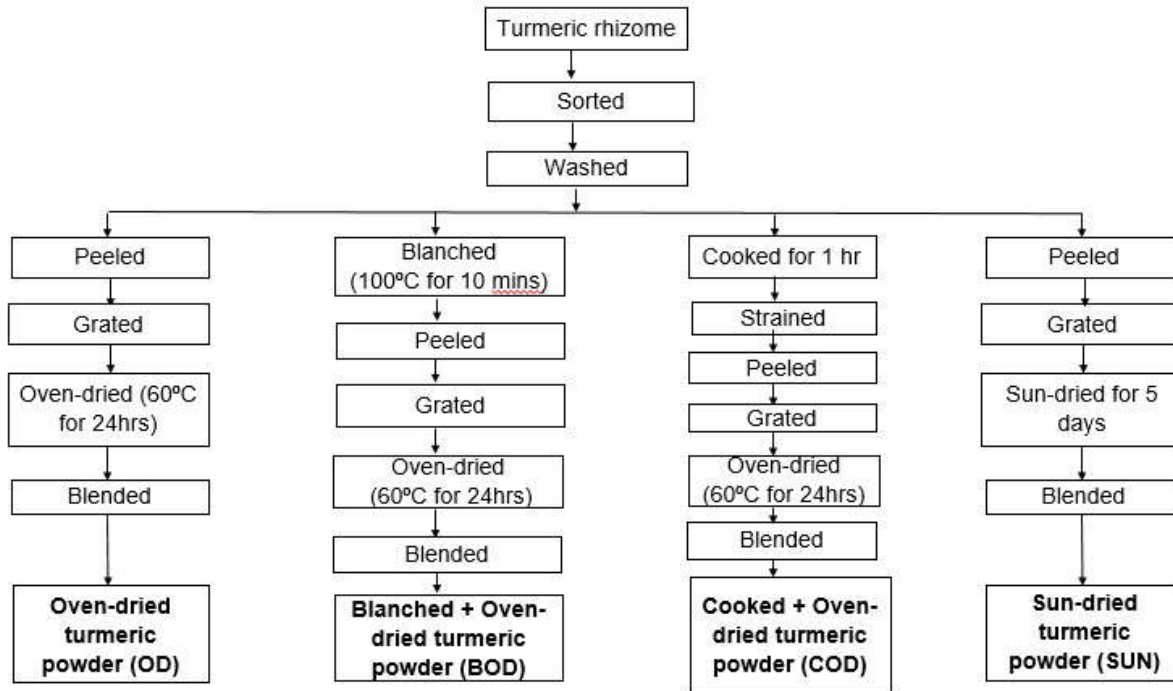 Turmeric rhizome
Sorted
Washed
Peeled
Grated
Oven-dried (60ºC
for 24hrs)
Blended
Oven-dried
turmeric
powder (OD)
Blanched
(100ºC for 10 mins)
Peeled
Grated
Oven-dried
(60ºC for 24hrs)
Blended
Blanched + Oven-
dried turmeric
powder (BOD)
Cooked for 1 hr
Strained
Peeled
Grated
Oven-dried
(60ºC for 24hrs)
Blended
Cooked + Oven-
dried turmeric
powder (COD)
Peeled
Grated
Sun-dried for 5
days
Blended
Sun-dried
turmeric
powder (SUN)